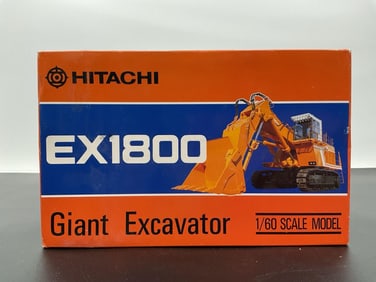 HITACHI
EX1800
Giant Excavator
1/60 SCALE MODEL